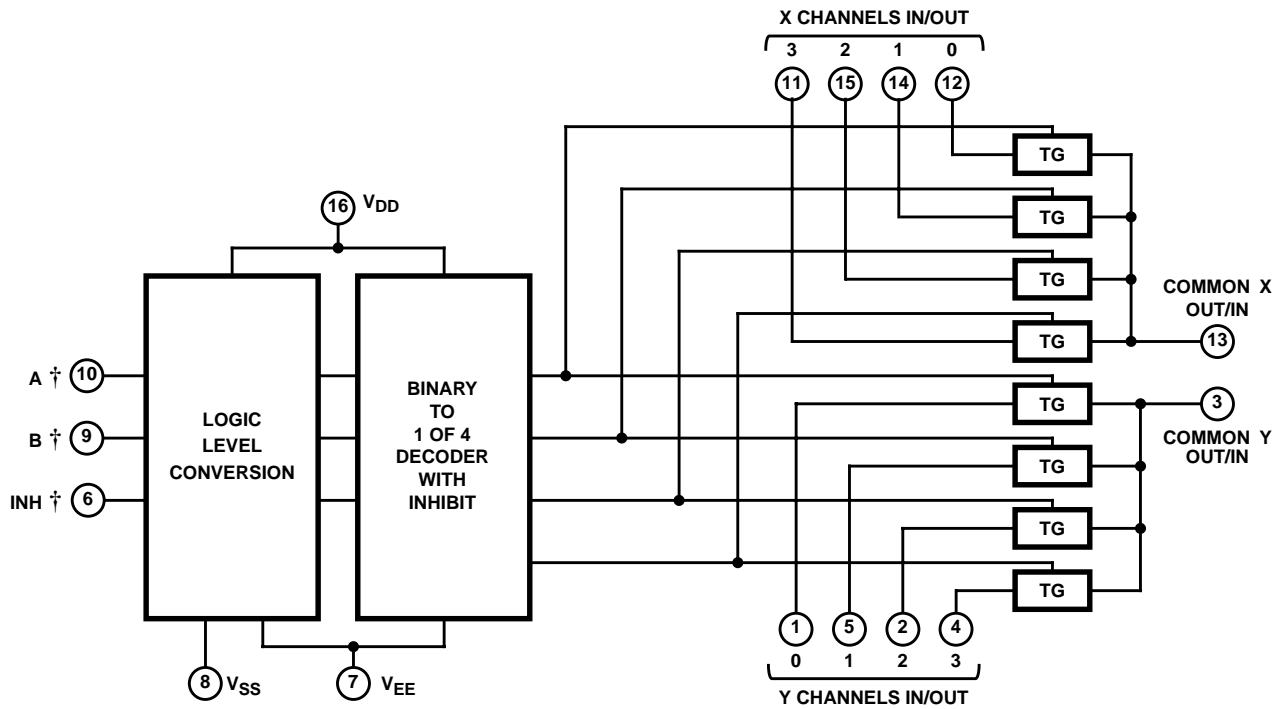 X CHANNELS IN/OUT
3 2 1 0
11 15 14 12
TG
TG
TG
TG
COMMON X
OUT/IN
13
16 VDD
A † 10
B † 9
INH † 6
LOGIC
LEVEL
CONVERSION
BINARY
TO
1 OF 4
DECODER
WITH
INHIBIT
TG
TG
TG
TG
3
COMMON Y
OUT/IN
8 VSS
7 VEE
1 5 2 4
0 1 2 3
Y CHANNELS IN/OUT